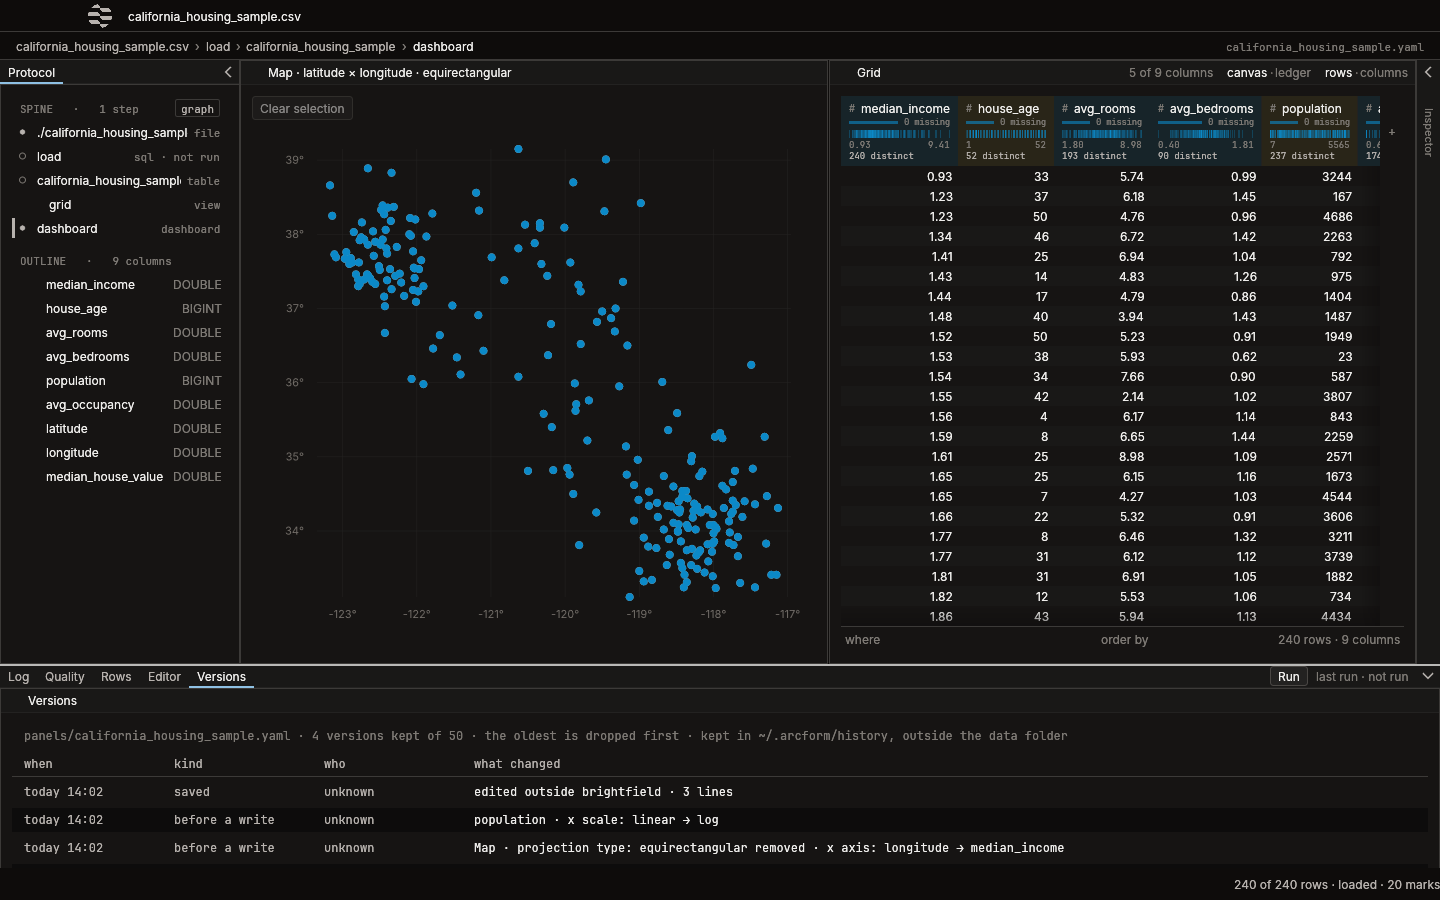 california_housing_sample.csv
california_housing_sample.csv › load › california_housing_sample › dashboard
california_housing_sample.yaml
Protocol
SPINE · 1 step graph
./california_housing_sampl file
load sql · not run
california_housing_sampl table
grid view
dashboard dashboard
OUTLINE · 9 columns
median_income DOUBLE
house_age BIGINT
avg_rooms DOUBLE
avg_bedrooms DOUBLE
population BIGINT
avg_occupancy DOUBLE
latitude DOUBLE
longitude DOUBLE
median_house_value DOUBLE
Map · latitude × longitude · equirectangular
Clear selection
39°
38°
37°
36°
35°
34°
-123° -122° -121° -120° -119° -118° -117°
Grid 5 of 9 columns canvas · ledger rows · columns
# median_income # house_age # avg_rooms # avg_bedrooms # population # a
0 missing 0 missing 0 missing 0 missing 0 missing
0.93 9.41 1 52 1.80 8.98 0.40 1.81 7 5565 0.6
240 distinct 52 distinct 193 distinct 90 distinct 237 distinct 174
+
0.93 33 5.74 0.99 3244
1.23 37 6.18 1.45 167
1.23 50 4.76 0.96 4686
1.34 46 6.72 1.42 2263
1.41 25 6.94 1.04 792
1.43 14 4.83 1.26 975
1.44 17 4.79 0.86 1404
1.48 40 3.94 1.43 1487
1.52 50 5.23 0.91 1949
1.53 38 5.93 0.62 23
1.54 34 7.66 0.90 587
1.55 42 2.14 1.02 3807
1.56 4 6.17 1.14 843
1.59 8 6.65 1.44 2259
1.61 25 8.98 1.09 2571
1.65 25 6.15 1.16 1673
1.65 7 4.27 1.03 4544
1.66 22 5.32 0.91 3606
1.77 8 6.46 1.32 3211
1.77 31 6.12 1.12 3739
1.81 31 6.91 1.05 1882
1.82 12 5.53 1.06 734
1.86 43 5.94 1.13 4434
where order by 240 rows · 9 columns
Inspector
Log Quality Rows Editor Versions Run last run · not run
Versions
panels/california_housing_sample.yaml · 4 versions kept of 50 · the oldest is dropped first · kept in ~/.arcform/history, outside the data folder
when kind who what changed
today 14:02 saved unknown edited outside brightfield · 3 lines
today 14:02 before a write unknown population · x scale: linear → log
today 14:02 before a write unknown Map · projection type: equirectangular removed · x axis: longitude → median_income
240 of 240 rows · loaded · 20 marks